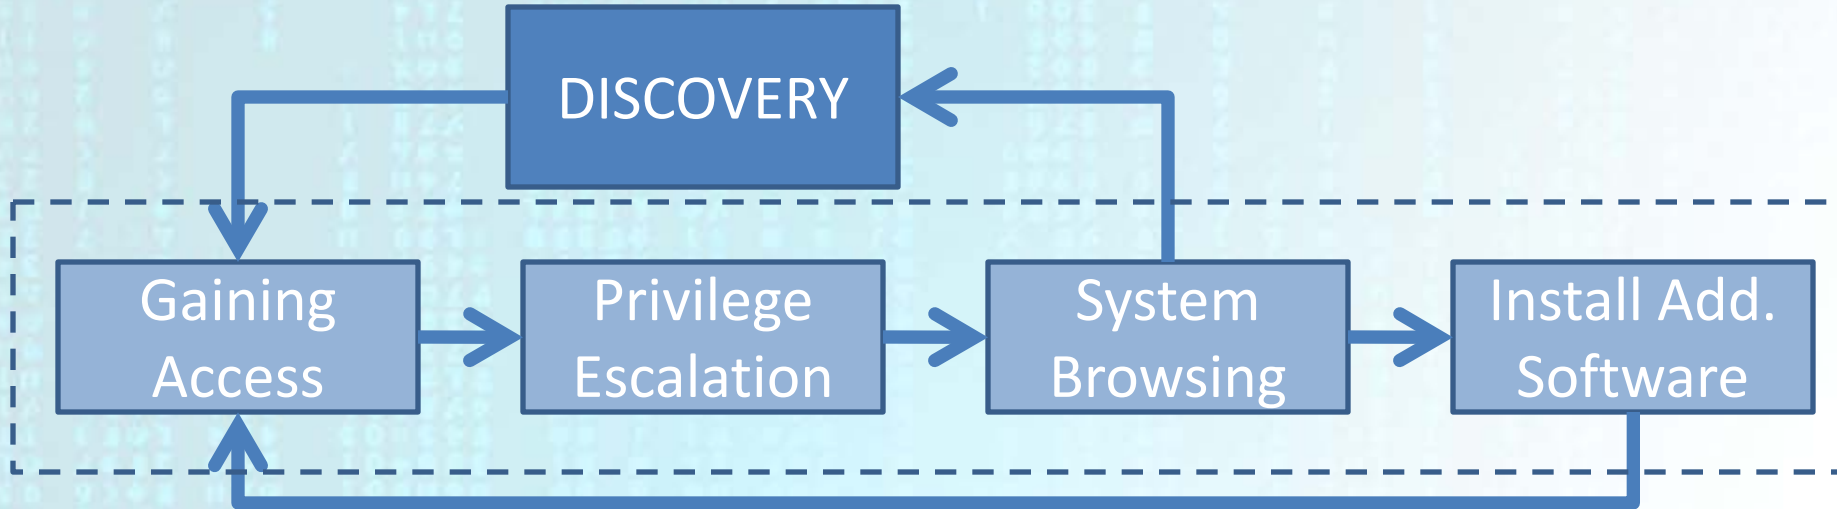 DISCOVERY
Gaining
Access
Privilege
Escalation
System
Browsing
Install Add.
Software